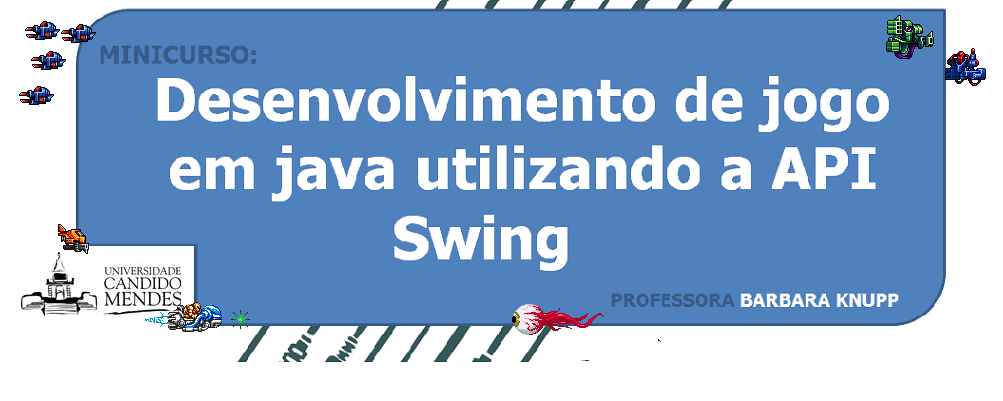 MINICURSO:
Desenvolvimento de jogo
em java utilizando a API
Swing
UNIVERSIDADE
CANDIDO
MENDES
PROFESSORA BARBARA KNUPP